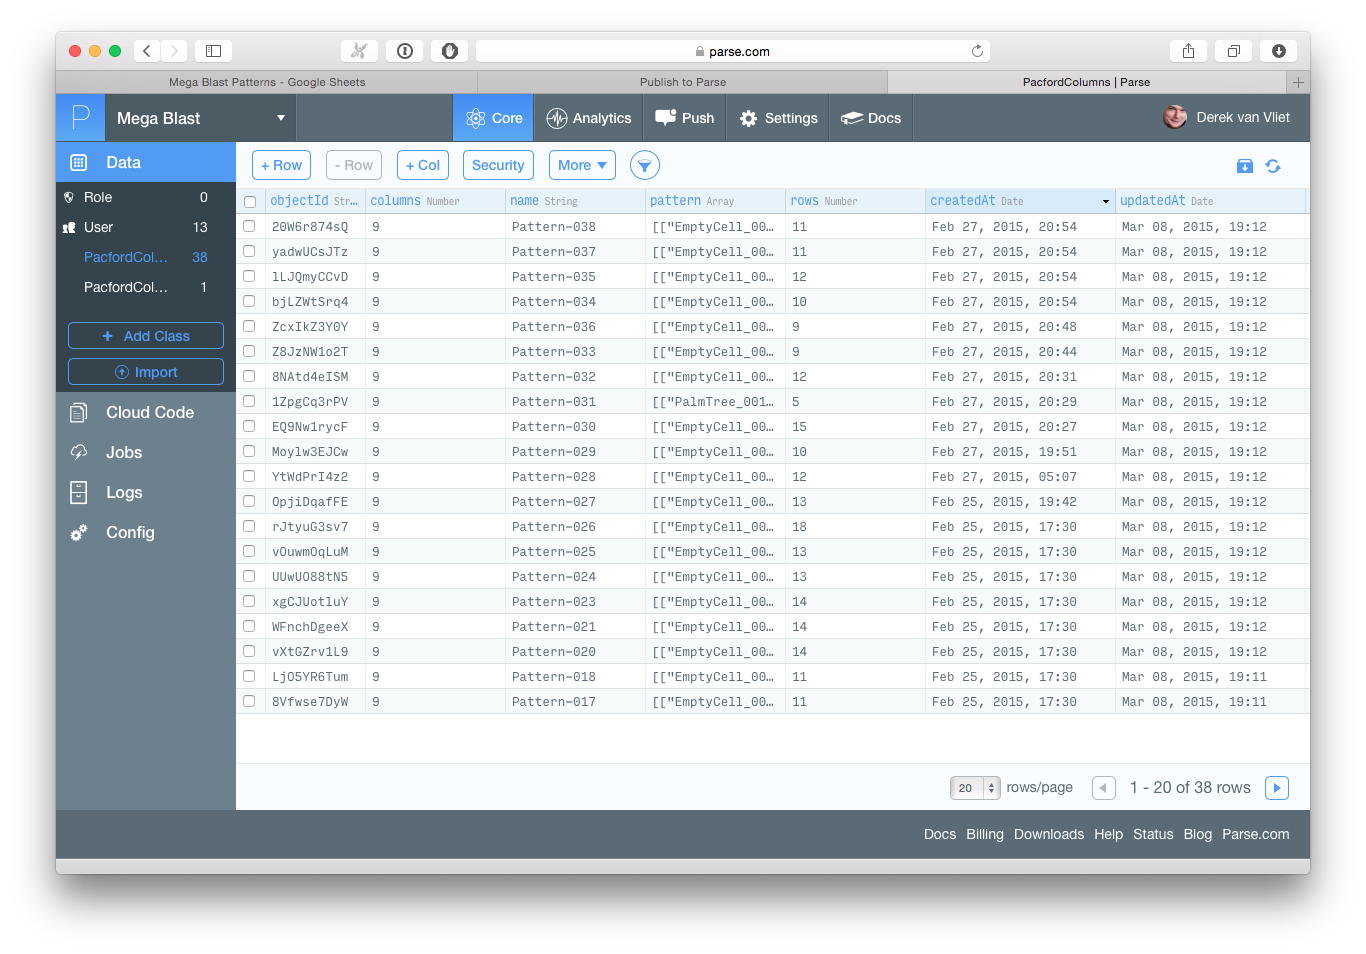 parse.com
Mega Blast Patterns - Google Sheets
Publish to Parse
PacfordColumns | Parse
P
Mega Blast
Core
Analytics
Push
Settings
Docs
Derek van Vliet
Data
+ Row
- Row
+ Col
Security
More
Role 0
User 13
PacfordCol... 38
PacfordCol... 1
+ Add Class
Import
Cloud Code
Jobs
Logs
Config
objectId Str... columns Number name String pattern Array rows Number createdAt Date updatedAt Date
20W6r874sQ 9 Pattern-038 [["EmptyCell_00... 11 Feb 27, 2015, 20:54 Mar 08, 2015, 19:12
yadwUCsJTz 9 Pattern-037 [["EmptyCell_00... 11 Feb 27, 2015, 20:54 Mar 08, 2015, 19:12
lLJQmyCCvD 9 Pattern-035 [["EmptyCell_00... 12 Feb 27, 2015, 20:54 Mar 08, 2015, 19:12
bjLZWtSrq4 9 Pattern-034 [["EmptyCell_00... 10 Feb 27, 2015, 20:54 Mar 08, 2015, 19:12
ZcxIkZ3Y0Y 9 Pattern-036 [["EmptyCell_00... 9 Feb 27, 2015, 20:48 Mar 08, 2015, 19:12
Z8JzNW1o2T 9 Pattern-033 [["EmptyCell_00... 9 Feb 27, 2015, 20:44 Mar 08, 2015, 19:12
8NAtd4eISM 9 Pattern-032 [["EmptyCell_00... 12 Feb 27, 2015, 20:31 Mar 08, 2015, 19:12
1ZpgCq3rPV 9 Pattern-031 [["PalmTree_001... 5 Feb 27, 2015, 20:29 Mar 08, 2015, 19:12
EQ9Nw1rycF 9 Pattern-030 [["EmptyCell_00... 15 Feb 27, 2015, 20:27 Mar 08, 2015, 19:12
Moylw3EJCw 9 Pattern-029 [["EmptyCell_00... 10 Feb 27, 2015, 19:51 Mar 08, 2015, 19:12
YtWdPrI4z2 9 Pattern-028 [["EmptyCell_00... 12 Feb 27, 2015, 05:07 Mar 08, 2015, 19:12
OpjiDqafFE 9 Pattern-027 [["EmptyCell_00... 13 Feb 25, 2015, 19:42 Mar 08, 2015, 19:12
rJtyuG3sv7 9 Pattern-026 [["EmptyCell_00... 18 Feb 25, 2015, 17:30 Mar 08, 2015, 19:12
vOuwmOqLuM 9 Pattern-025 [["EmptyCell_00... 13 Feb 25, 2015, 17:30 Mar 08, 2015, 19:12
UUwUO88tN5 9 Pattern-024 [["EmptyCell_00... 13 Feb 25, 2015, 17:30 Mar 08, 2015, 19:12
xgCJUotluY 9 Pattern-023 [["EmptyCell_00... 14 Feb 25, 2015, 17:30 Mar 08, 2015, 19:12
WFnchDgeeX 9 Pattern-021 [["EmptyCell_00... 14 Feb 25, 2015, 17:30 Mar 08, 2015, 19:12
vXtGZrv1L9 9 Pattern-020 [["EmptyCell_00... 14 Feb 25, 2015, 17:30 Mar 08, 2015, 19:12
LjO5YR6Tum 9 Pattern-018 [["EmptyCell_00... 11 Feb 25, 2015, 17:30 Mar 08, 2015, 19:11
8Vfwse7DyW 9 Pattern-017 [["EmptyCell_00... 11 Feb 25, 2015, 17:30 Mar 08, 2015, 19:11
20 rows/page 1 - 20 of 38 rows
Docs Billing Downloads Help Status Blog Parse.com